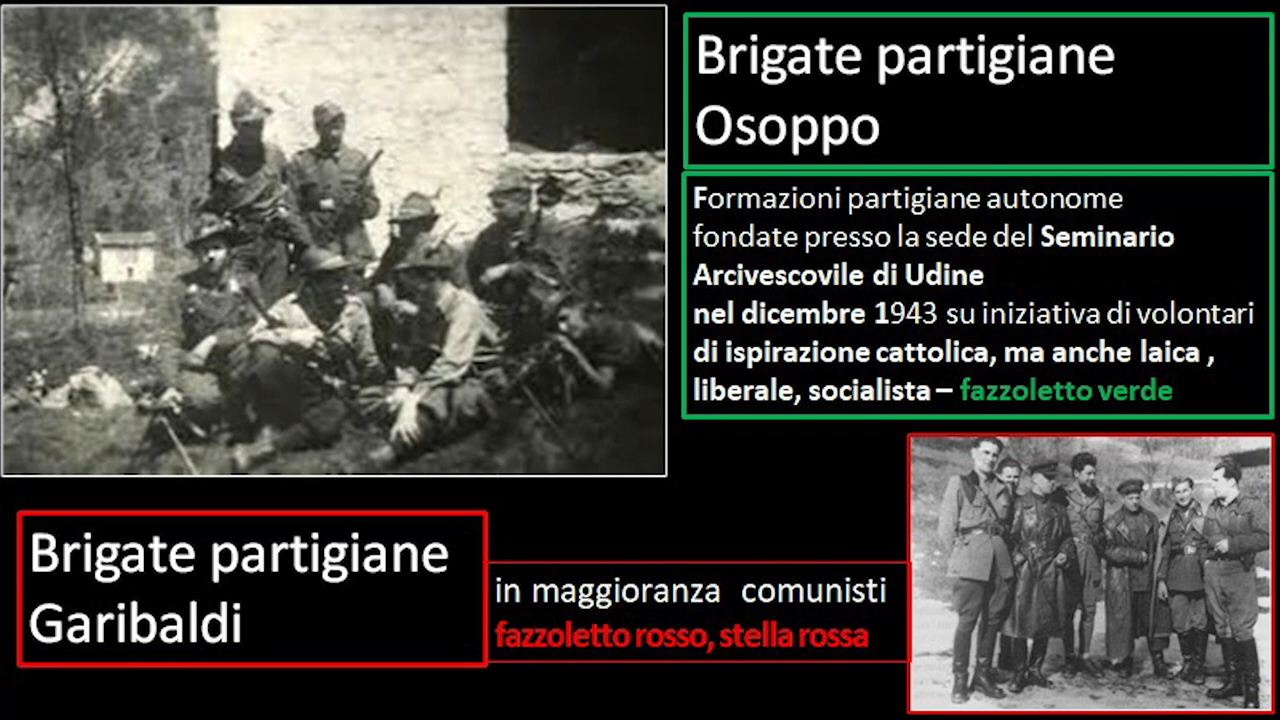 Brigate partigiane
Osoppo
Formazioni partigiane autonome
fondate presso la sede del Seminario
Arcivescovile di Udine
nel dicembre 1943 su iniziativa di volontari
di ispirazione cattolica, ma anche laica ,
liberale, socialista – fazzoletto verde
Brigate partigiane
Garibaldi
in maggioranza comunisti
fazzoletto rosso, stella rossa